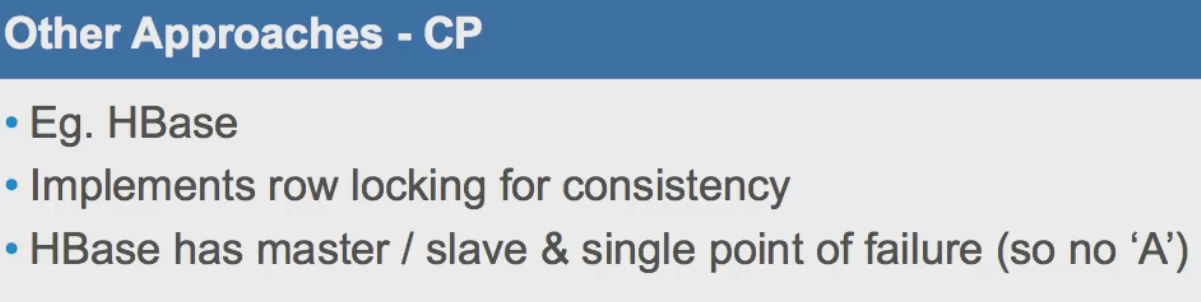 Other Approaches - CP
• Eg. HBase
• Implements row locking for consistency
• HBase has master / slave & single point of failure (so no ‘A’)